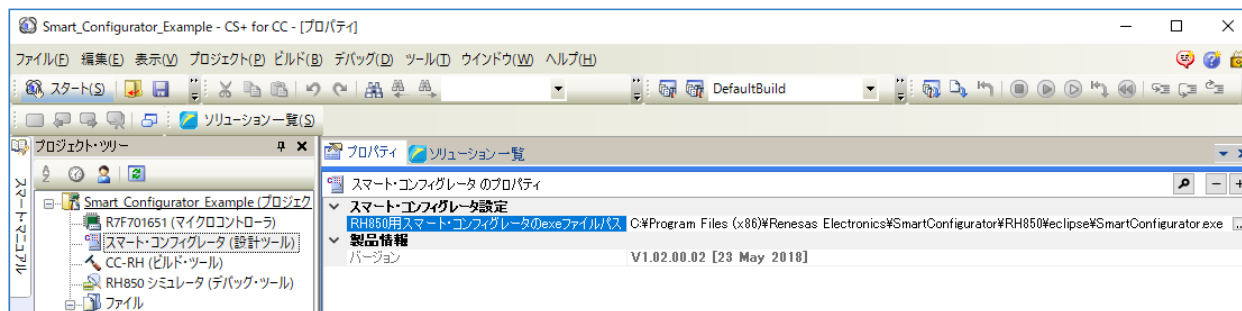 Smart_Configurator_Example - CS+ for CC - [プロパティ]
ファイル(F) 編集(E) 表示(V) プロジェクト(P) ビルド(B) デバッグ(D) ツール(T) ウインドウ(W) ヘルプ(H)
スタート(S) DefaultBuild
ソリューション一覧(S)
プロジェクト・ツリー
プロパティ ソリューション一覧
スマートマニュアル
スマート・コンフィグレータ のプロパティ
Smart_Configurator_Example (プロジェク
スマート・コンフィグレータ設定
R7F701651 (マイクロコントローラ)
RH850用スマート・コンフィグレータのexeファイルパス C:¥Program Files (x86)¥Renesas Electronics¥SmartConfigurator¥RH850¥eclipse¥SmartConfigurator.exe ...
スマート・コンフィグレータ (設計ツール)
製品情報
CC-RH (ビルド・ツール)
バージョン V1.02.00.02 [23 May 2018]
RH850 シミュレータ (デバッグ・ツール)
ファイル